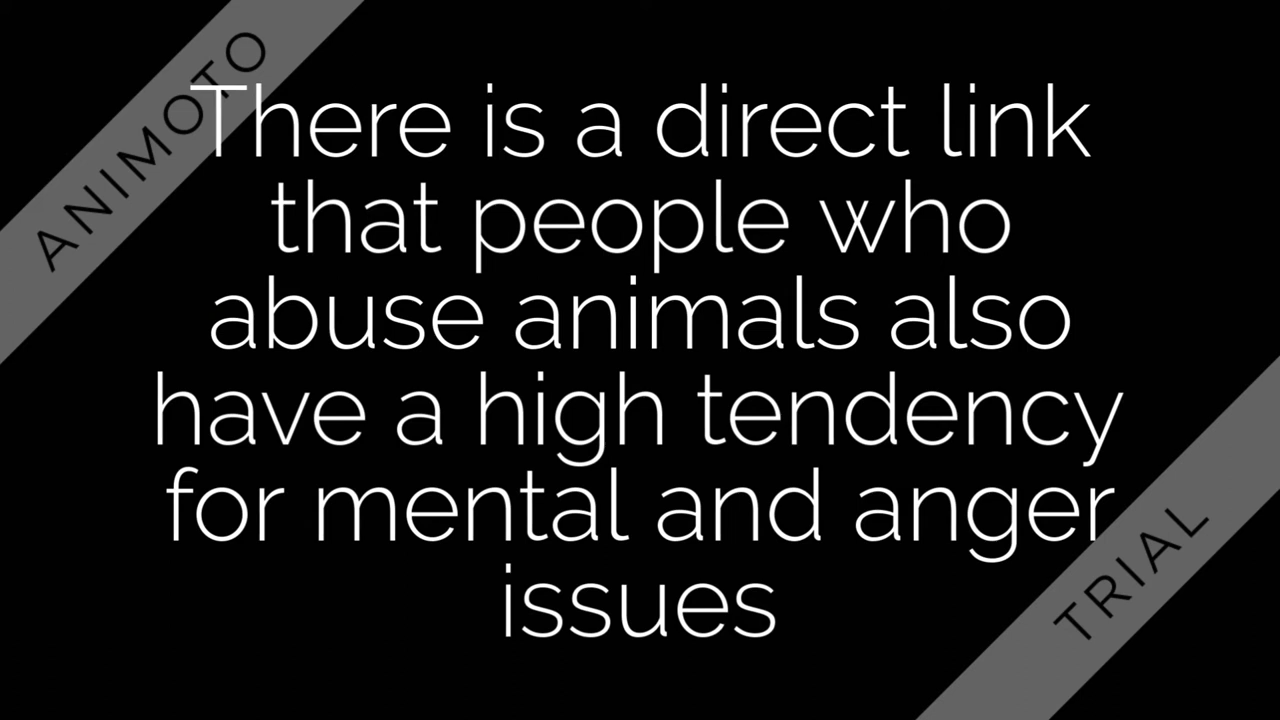 ANIMOTO
There is a direct link
that people who
abuse animals also
have a high tendency
for mental and anger
issues
TRIAL